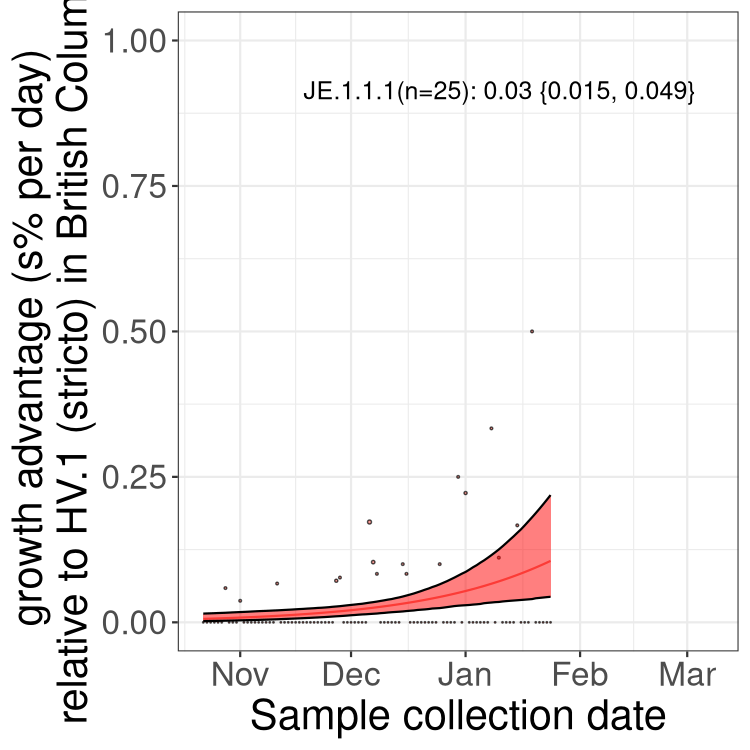 growth advantage (s% per day)
relative to HV.1 (stricto) in British Colum
1.00
0.75
0.50
0.25
0.00
JE.1.1.1(n=25): 0.03 {0.015, 0.049}
Nov Dec Jan Feb Mar
Sample collection date